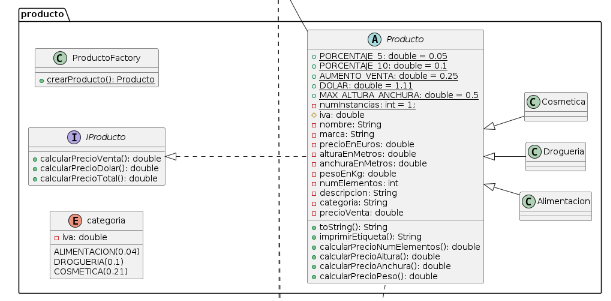 producto
C ProductoFactory
crearProducto(): Producto
I IProducto
calcularPrecioVenta(): double
calcularPrecioDolar(): double
calcularPrecioTotal(): double
E categoria
iva: double
ALIMENTACION(0.04)
DROGUERIA(0.1)
COSMETICA(0.21)
A Producto
PORCENTAJE_5: double = 0.05
PORCENTAJE_10: double = 0.1
AUMENTO_VENTA: double = 0.25
DOLAR: double = 1.11
MAX_ALTURA_ANCHURA: double = 0.5
numInstancias: int = 1;
iva: double
nombre: String
marca: String
precioEnEuros: double
alturaEnMetros: double
anchuraEnMetros: double
pesoEnKg: double
numElementos: int
descripcion: String
categoria: String
precioVenta: double
toString(): String
imprimirEtiqueta(): String
calcularPrecioNumElementos(): double
calcularPrecioAltura(): double
calcularPrecioAnchura(): double
calcularPrecioPeso(): double
C Cosmetica
C Drogueria
C Alimentacion